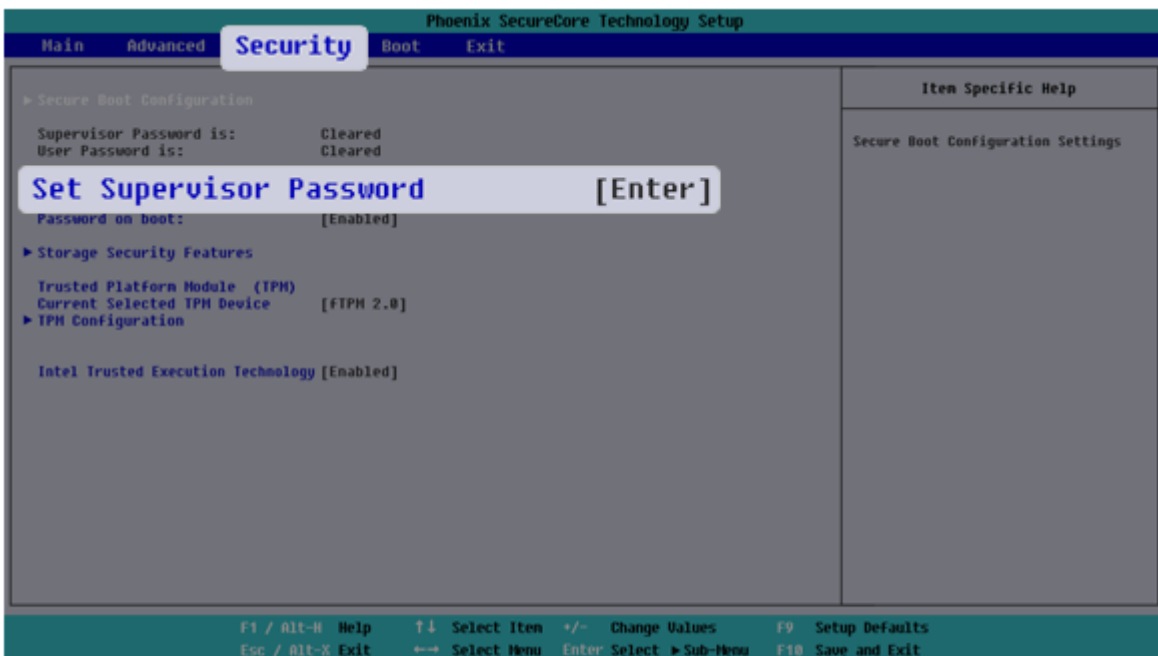 Phoenix SecureCore Technology Setup
Main Advanced Security Boot Exit
▶ Secure Boot Configuration
Item Specific Help
Supervisor Password is: Cleared
User Password is: Cleared
Secure Boot Configuration Settings
Set Supervisor Password [Enter]
Password on boot: [Enabled]
▶ Storage Security Features
Trusted Platform Module (TPM)
Current Selected TPM Device [fTPM 2.0]
▶ TPM Configuration
Intel Trusted Execution Technology [Enabled]
F1 / Alt-H Help ↑↓ Select Item +/- Change Values F9 Setup Defaults
Esc / Alt-X Exit ←→ Select Menu Enter Select ▶ Sub-Menu F10 Save and Exit